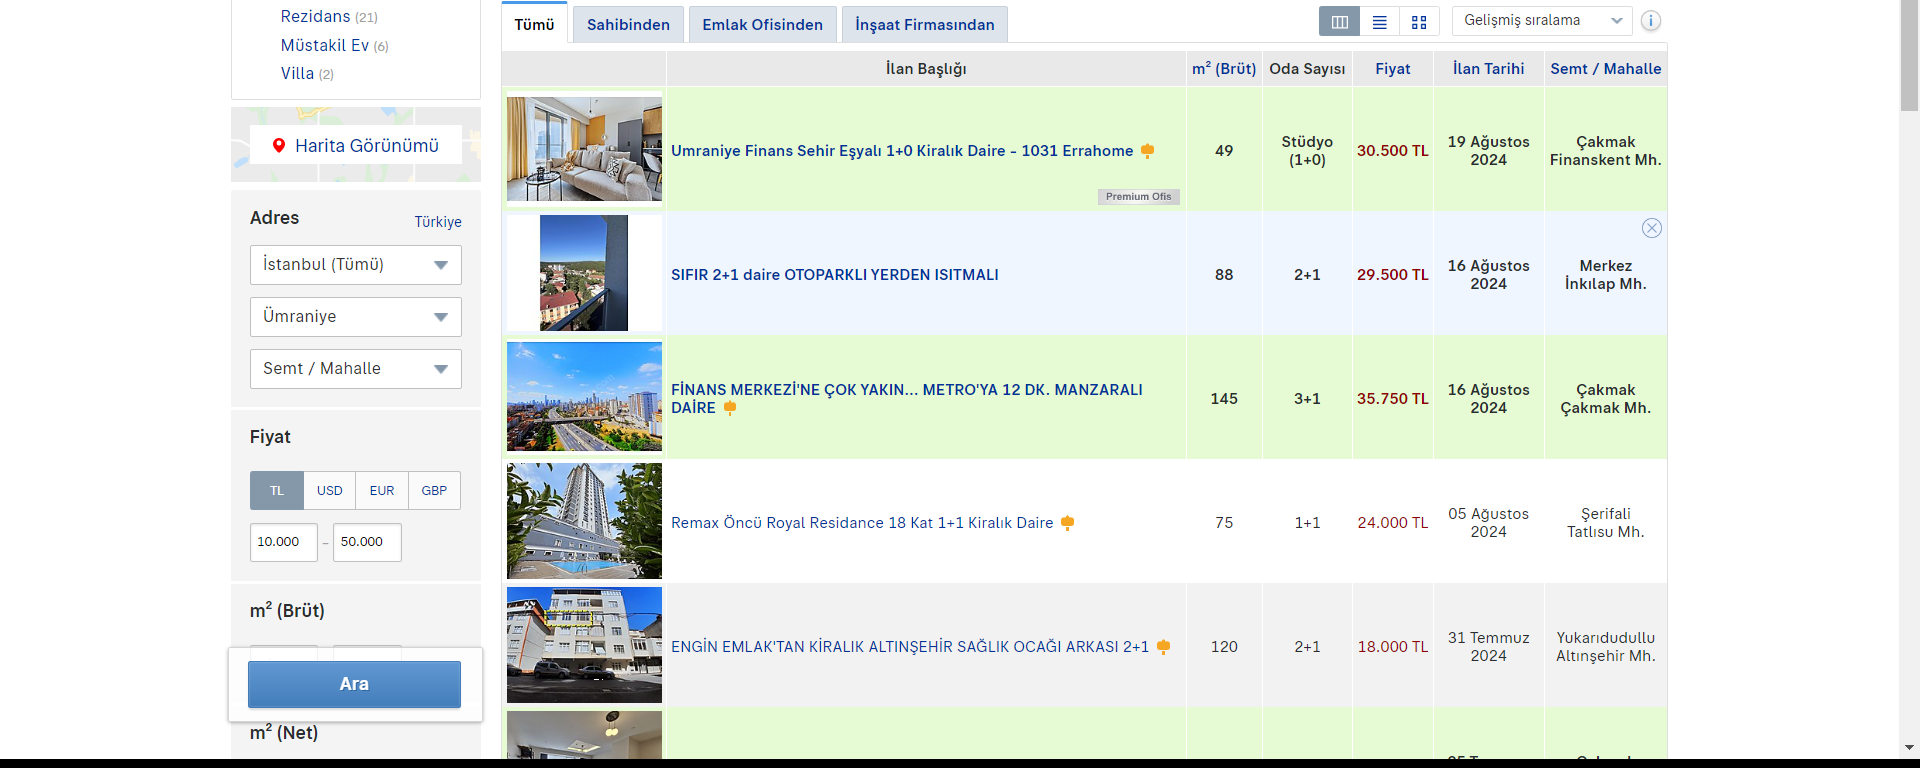 Rezidans (21)
Müstakil Ev (6)
Villa (2)
Harita Görünümü
Adres
Türkiye
İstanbul (Tümü)
Ümraniye
Semt / Mahalle
Fiyat
TL USD EUR GBP
10.000 - 50.000
m² (Brüt)
Ara
m² (Net)
Tümü Sahibinden Emlak Ofisinden İnşaat Firmasından
Gelişmiş sıralama
İlan Başlığı m² (Brüt) Oda Sayısı Fiyat İlan Tarihi Semt / Mahalle
Umraniye Finans Sehir Eşyalı 1+0 Kiralık Daire - 1031 Errahome
Premium Ofis
49
Stüdyo
(1+0)
30.500 TL
19 Ağustos
2024
Çakmak
Finanskent Mh.
SIFIR 2+1 daire OTOPARKLI YERDEN ISITMALI
88
2+1
29.500 TL
16 Ağustos
2024
Merkez
İnkılap Mh.
FİNANS MERKEZİ'NE ÇOK YAKIN... METRO'YA 12 DK. MANZARALI
DAİRE
145
3+1
35.750 TL
16 Ağustos
2024
Çakmak
Çakmak Mh.
Remax Öncü Royal Residance 18 Kat 1+1 Kiralık Daire
75
1+1
24.000 TL
05 Ağustos
2024
Şerifali
Tatlısu Mh.
ENGİN EMLAK'TAN KİRALIK ALTINŞEHİR SAĞLIK OCAĞI ARKASI 2+1
120
2+1
18.000 TL
31 Temmuz
2024
Yukarıdudullu
Altınşehir Mh.